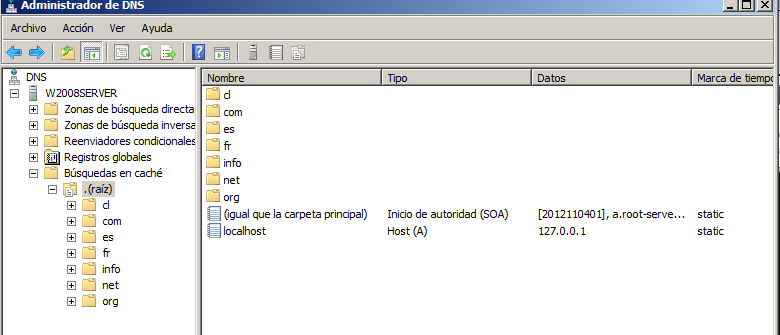 Administrador de DNS
Archivo Acción Ver Ayuda
DNS
W2008SERVER
Zonas de búsqueda directa
Zonas de búsqueda inversa
Reenviadores condicionales
Registros globales
Búsquedas en caché
.(raíz)
cl
com
es
fr
info
net
org
Nombre Tipo Datos Marca de tiempo
cl
com
es
fr
info
net
org
(igual que la carpeta principal) Inicio de autoridad (SOA) [2012110401], a.root-serve... static
localhost Host (A) 127.0.0.1 static